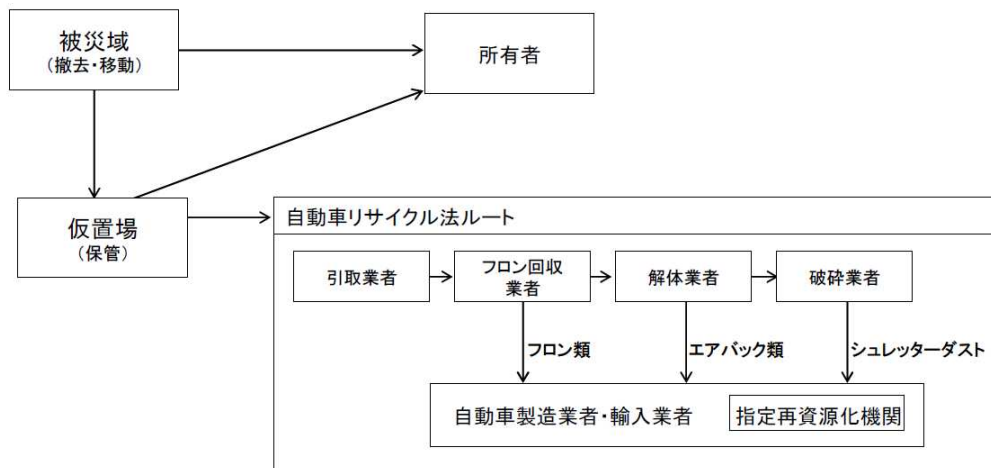 被災域
(撤去・移動)
所有者
仮置場
(保管)
自動車リサイクル法ルート
引取業者
フロン回収
業者
解体業者
破砕業者
フロン類
エアバック類
シュレッターダスト
自動車製造業者・輸入業者
指定再資源化機関